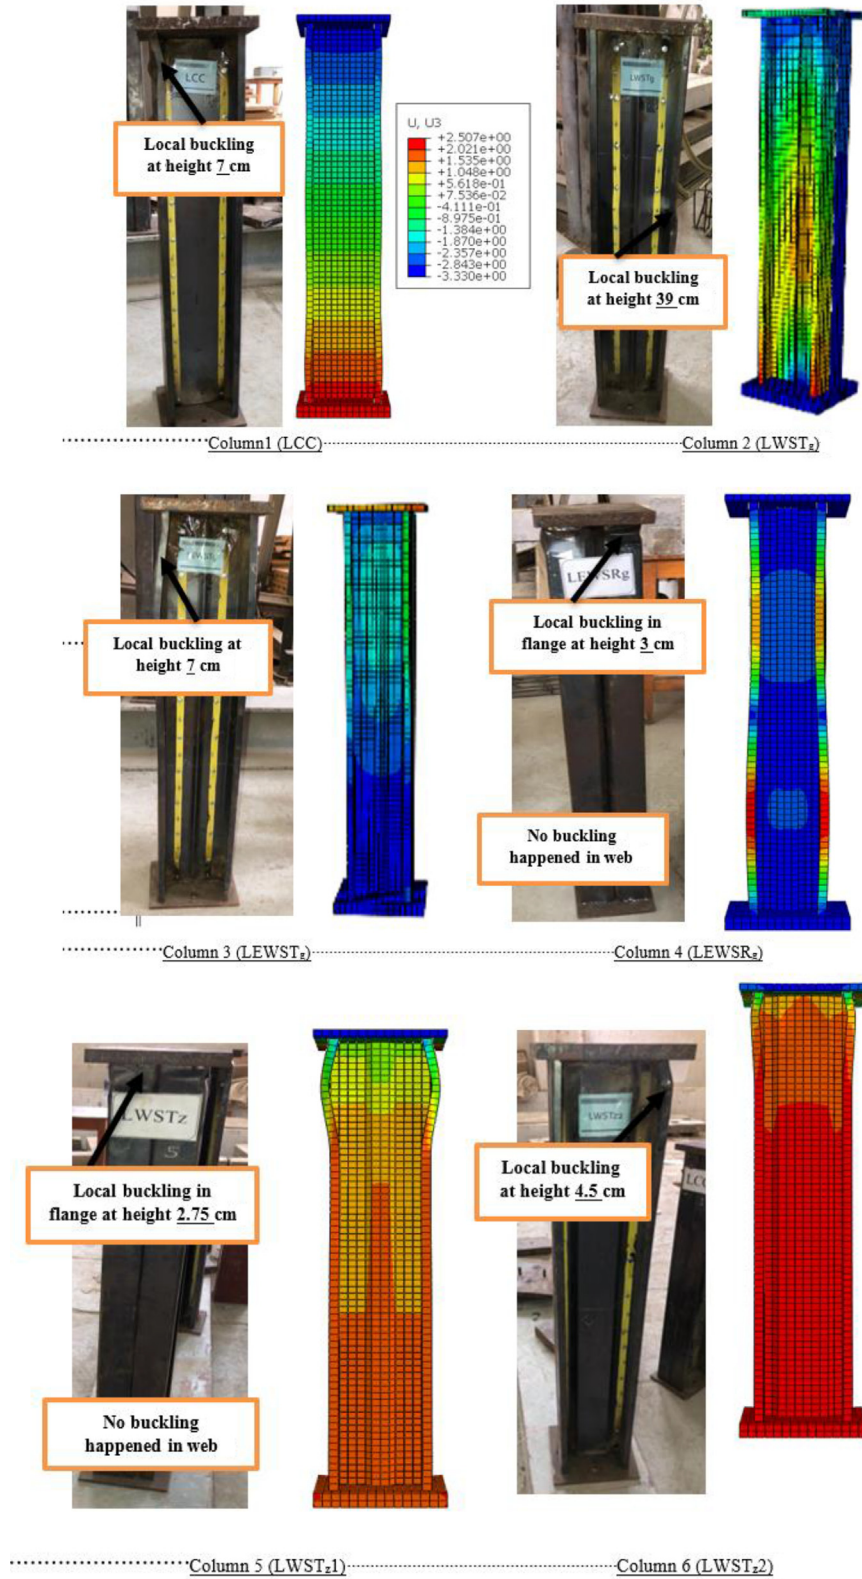 LCC
Local buckling
at height 7 cm
U, U3
+2.507e+00
+2.021e+00
+1.535e+00
+1.048e+00
+5.618e-01
+7.536e-02
-4.111e-01
-8.975e-01
-1.384e+00
-1.870e+00
-2.357e+00
-2.843e+00
-3.330e+00
LWSTg
Local buckling
at height 39 cm
Column1 (LCC)
Column 2 (LWSTg)
Local buckling at
height 7 cm
LEWSRg
Local buckling in
flange at height 3 cm
No buckling
happened in web
Column 3 (LEWSTg)
Column 4 (LEWSRg)
LWSTz
5
Local buckling in
flange at height 2.75 cm
No buckling
happened in web
LWSTz2
Local buckling
at height 4.5 cm
LCC
Column 5 (LWSTz1)
Column 6 (LWSTz2)